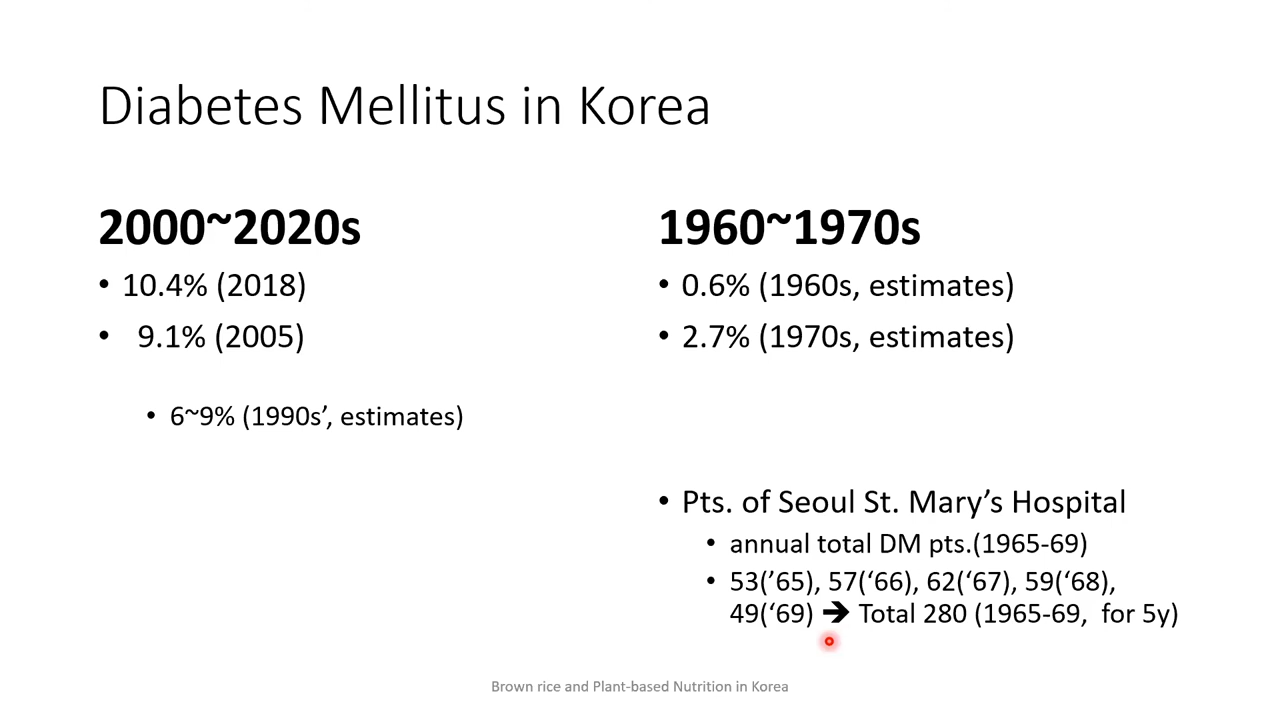 Diabetes Mellitus in Korea
2000~2020s
• 10.4% (2018)
• 9.1% (2005)
• 6~9% (1990s’, estimates)
1960~1970s
• 0.6% (1960s, estimates)
• 2.7% (1970s, estimates)
• Pts. of Seoul St. Mary’s Hospital
• annual total DM pts.(1965-69)
• 53(’65), 57(‘66), 62(‘67), 59(‘68),
49(‘69) ➔ Total 280 (1965-69, for 5y)
Brown rice and Plant-based Nutrition in Korea